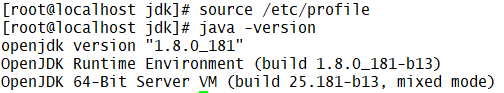 [root@localhost jdk]# source /etc/profile
[root@localhost jdk]# java -version
openjdk version "1.8.0_181"
OpenJDK Runtime Environment (build 1.8.0_181-b13)
OpenJDK 64-Bit Server VM (build 25.181-b13, mixed mode)